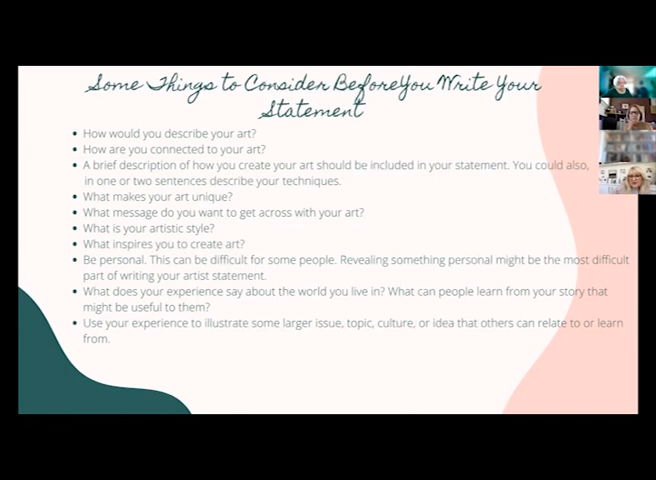 Some Things to Consider BeforeYou Write Your
Statement
• How would you describe your art?
• How are you connected to your art?
• A brief description of how you create your art should be included in your statement. You could also,
in one or two sentences describe your techniques.
• What makes your art unique?
• What message do you want to get across with your art?
• What is your artistic style?
• What inspires you to create art?
• Be personal. This can be difficult for some people. Revealing something personal might be the most difficult
part of writing your artist statement.
• What does your experience say about the world you live in? What can people learn from your story that
might be useful to them?
• Use your experience to illustrate some larger issue, topic, culture, or idea that others can relate to or learn
from.